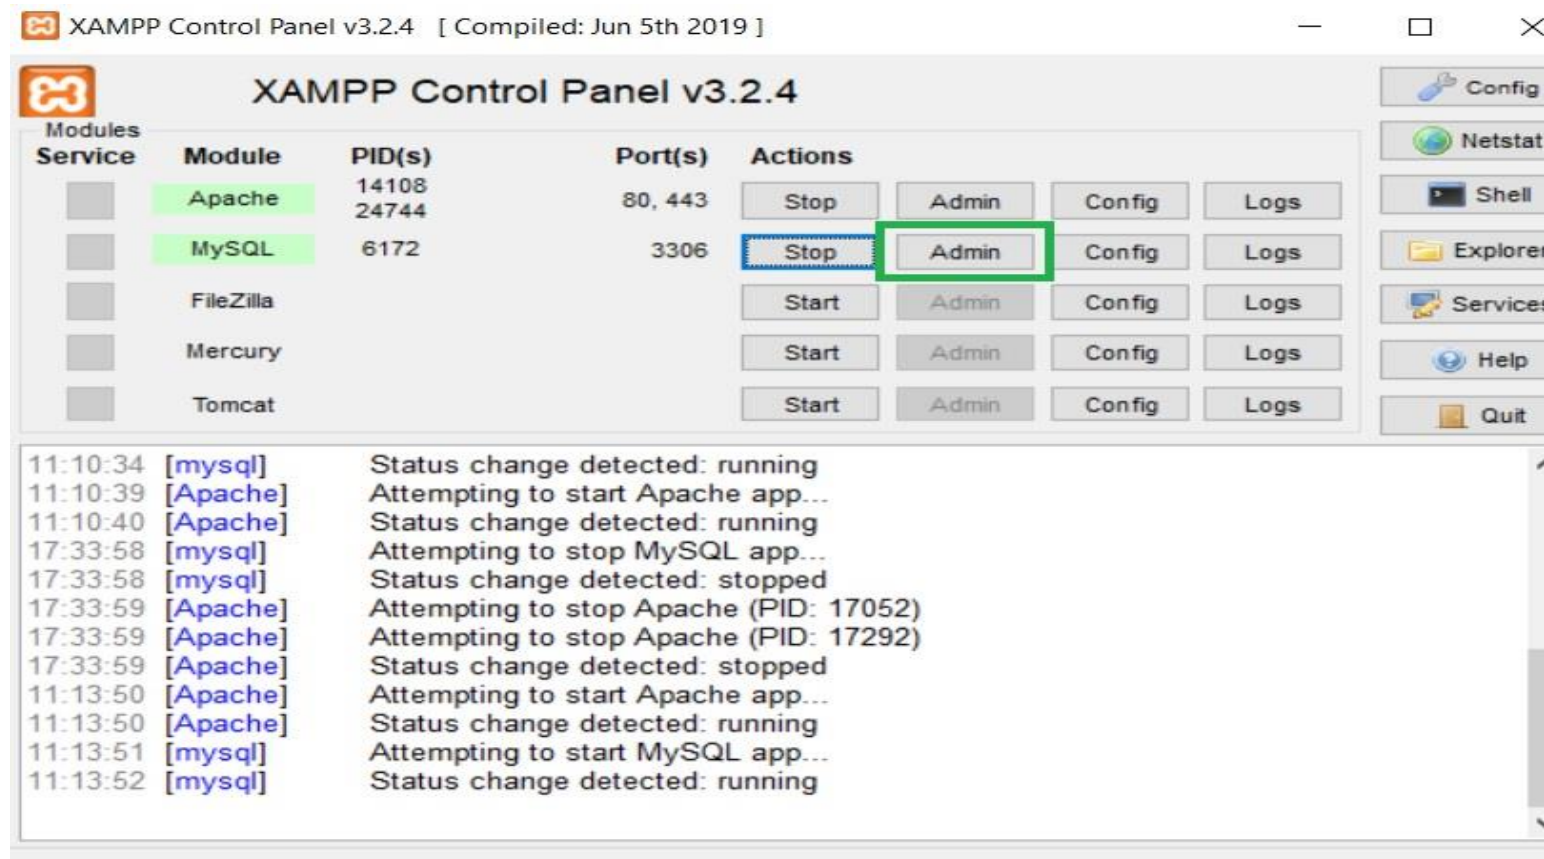 XAMPP Control Panel v3.2.4 [ Compiled: Jun 5th 2019 ]
XAMPP Control Panel v3.2.4
Config
Modules
Service Module PID(s) Port(s) Actions
Netstat
Apache 14108 24744 80, 443 Stop Admin Config Logs
Shell
MySQL 6172 3306 Stop Admin Config Logs
Explorer
FileZilla Start Admin Config Logs
Services
Mercury Start Admin Config Logs
Help
Tomcat Start Admin Config Logs
Quit
11:10:34 [mysql] Status change detected: running
11:10:39 [Apache] Attempting to start Apache app...
11:10:40 [Apache] Status change detected: running
17:33:58 [mysql] Attempting to stop MySQL app...
17:33:58 [mysql] Status change detected: stopped
17:33:59 [Apache] Attempting to stop Apache (PID: 17052)
17:33:59 [Apache] Attempting to stop Apache (PID: 17292)
17:33:59 [Apache] Status change detected: stopped
11:13:50 [Apache] Attempting to start Apache app...
11:13:50 [Apache] Status change detected: running
11:13:51 [mysql] Attempting to start MySQL app...
11:13:52 [mysql] Status change detected: running